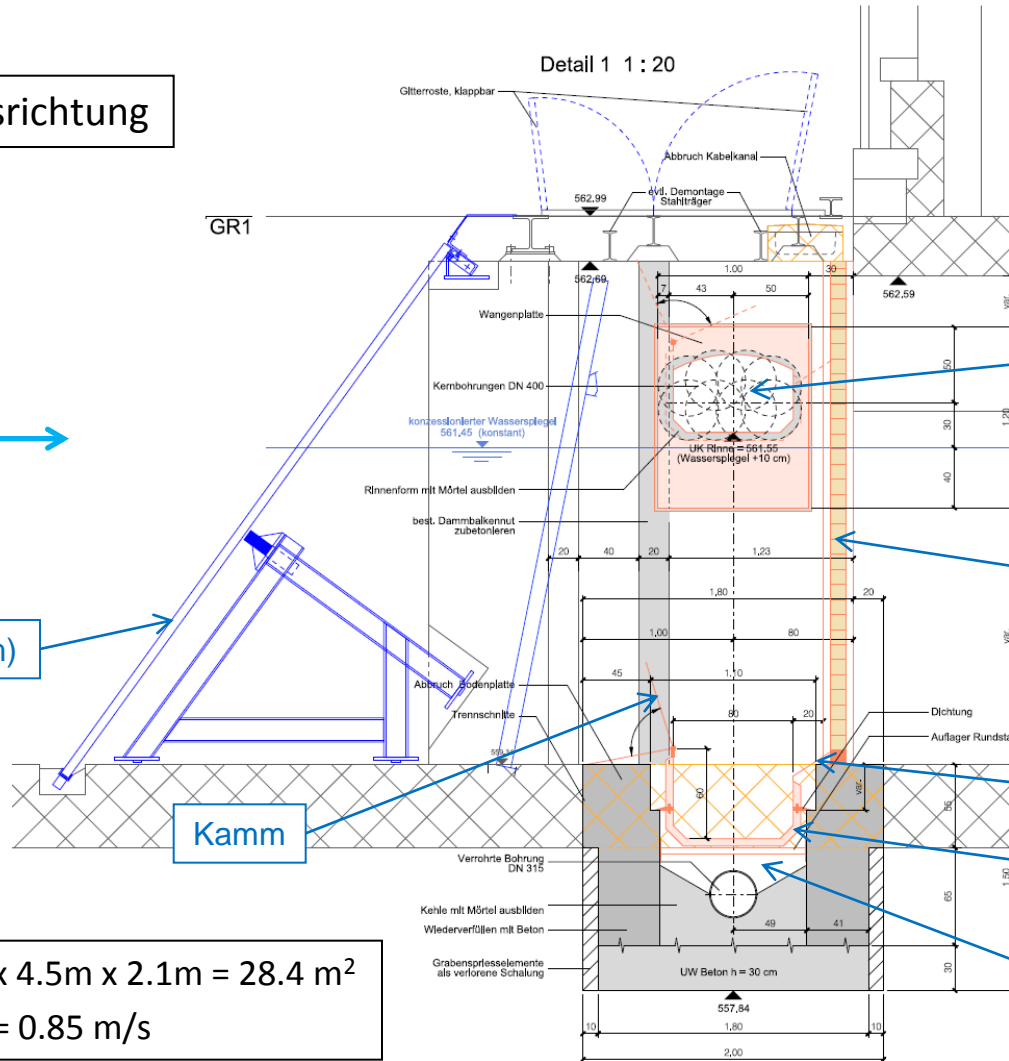 Detail 1 1 : 20
srichtung
Gitterroste, klappbar
Abbruch Kabelkanal
562.99
evtl. Demontage
Stahlträger
GR1
562.69
1.00
30
562,59
var.
7
43
50
Wangenplatte
50
Kernbohrungen DN 400
1.20
konzessionierter Wasserspiegel
561.45 (konstant)
30
UK Rinne = 561.55
(Wasserspiegel +10 cm)
Rinnenform mit Mörtel ausbilden
40
best. Dammbalkennut
zubetonieren
20
40
20
1,23
1,80
20
var.
1,00
80
n)
Abbruch Bodenplatte
45
1,10
Trennschnitte
80
20
Dichtung
Auflager Rundsta
60
var.
55
Kamm
Verrohrte Bohrung
DN 315
1.50
65
Kehle mit Mörtel ausbilden
49
41
Wiederverfüllen mit Beton
Grabenspriesselemente
als verlorene Schalung
UW Beton h = 30 cm
30
x 4.5m x 2.1m = 28.4 m²
= 0.85 m/s
557.84
10
1.80
10
2.00